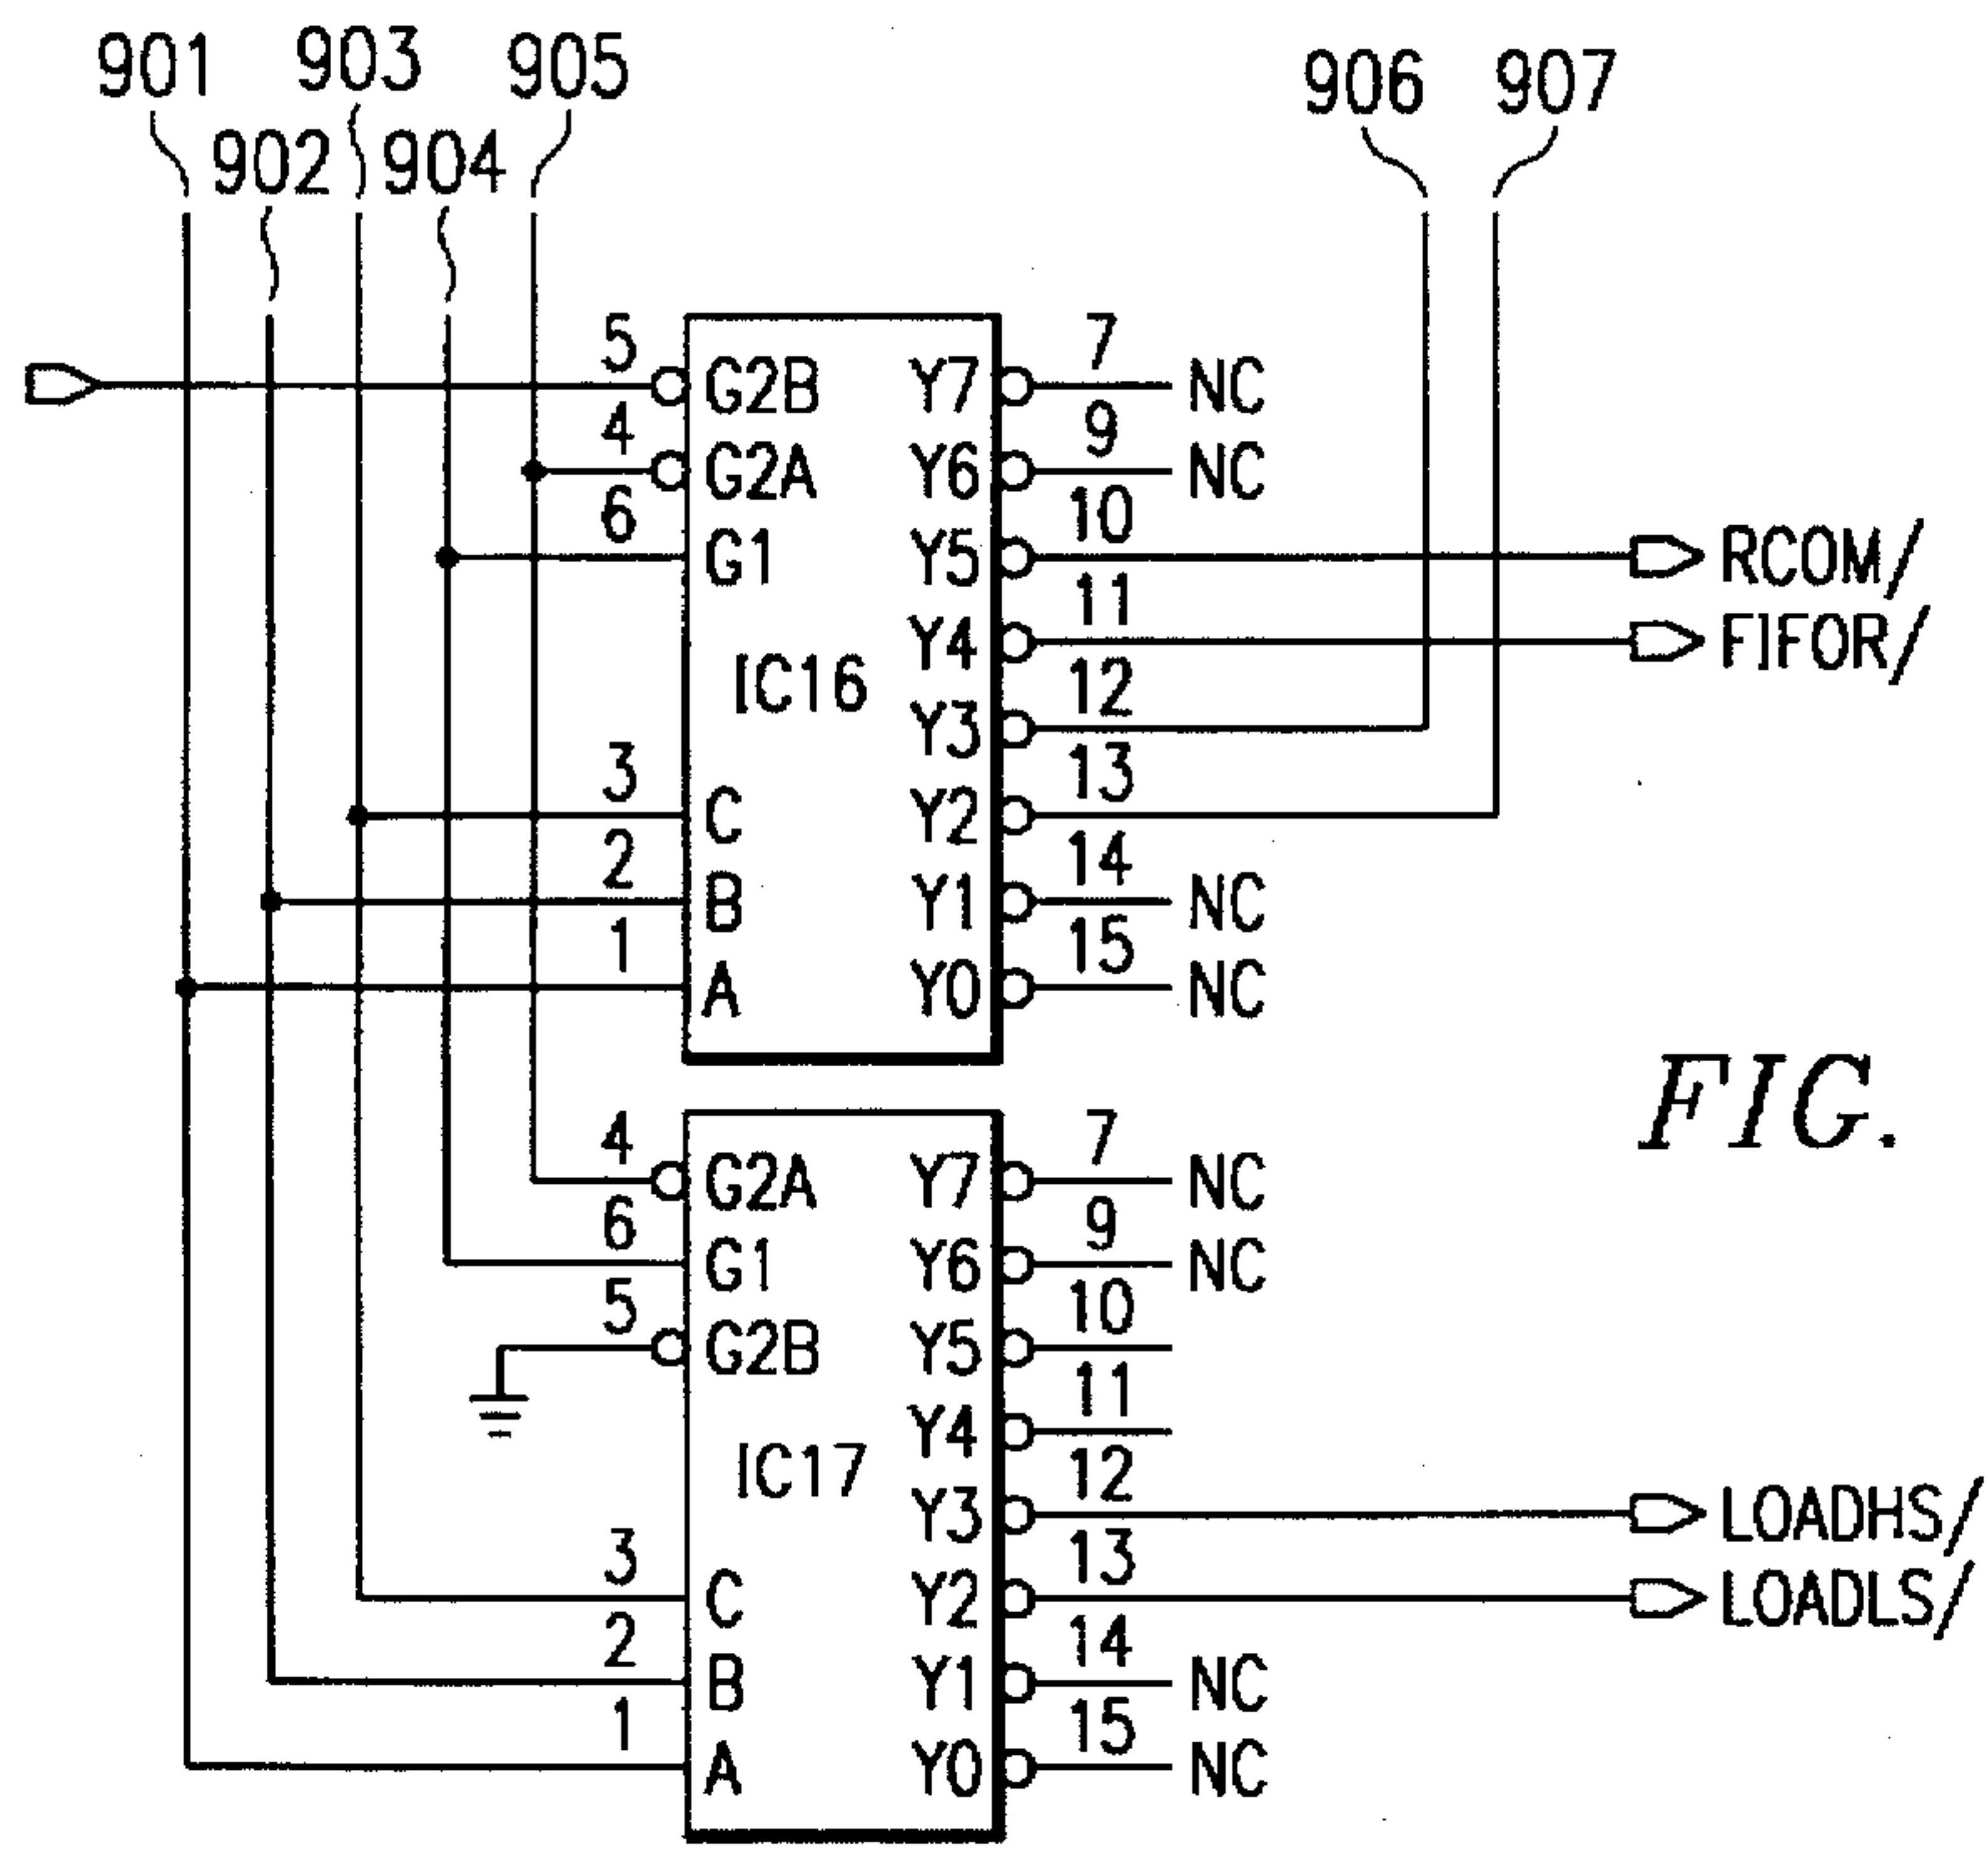 901 903 905 906 907
902 904
5 G2B Y7 7 NC
4 G2A Y6 9 NC
6 G1 Y5 10 RCOM/
Y4 11 FIFOR/
IC16
Y3 12
3 C Y2 13
2 B Y1 14 NC
1 A Y0 15 NC
FIG.
4 G2A Y7 7 NC
6 G1 Y6 9 NC
5 G2B Y5 10
Y4 11
IC17
Y3 12 LOADHS/
3 C Y2 13 LOADLS/
2 B Y1 14 NC
1 A Y0 15 NC